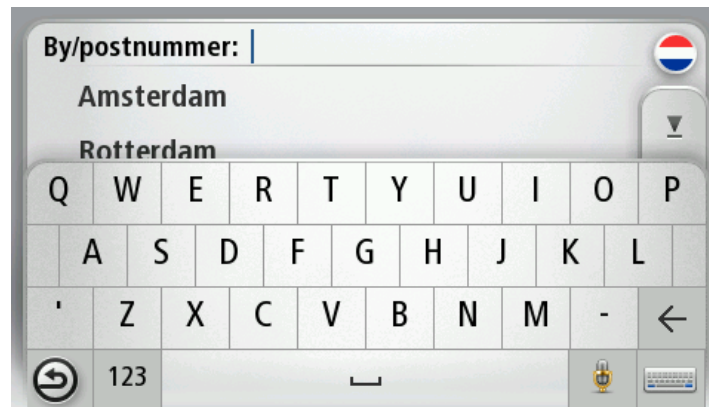 By/postnummer:
Amsterdam
Rotterdam
Q W E R T Y U I O P
A S D F G H J K L
' Z X C V B N M -
123